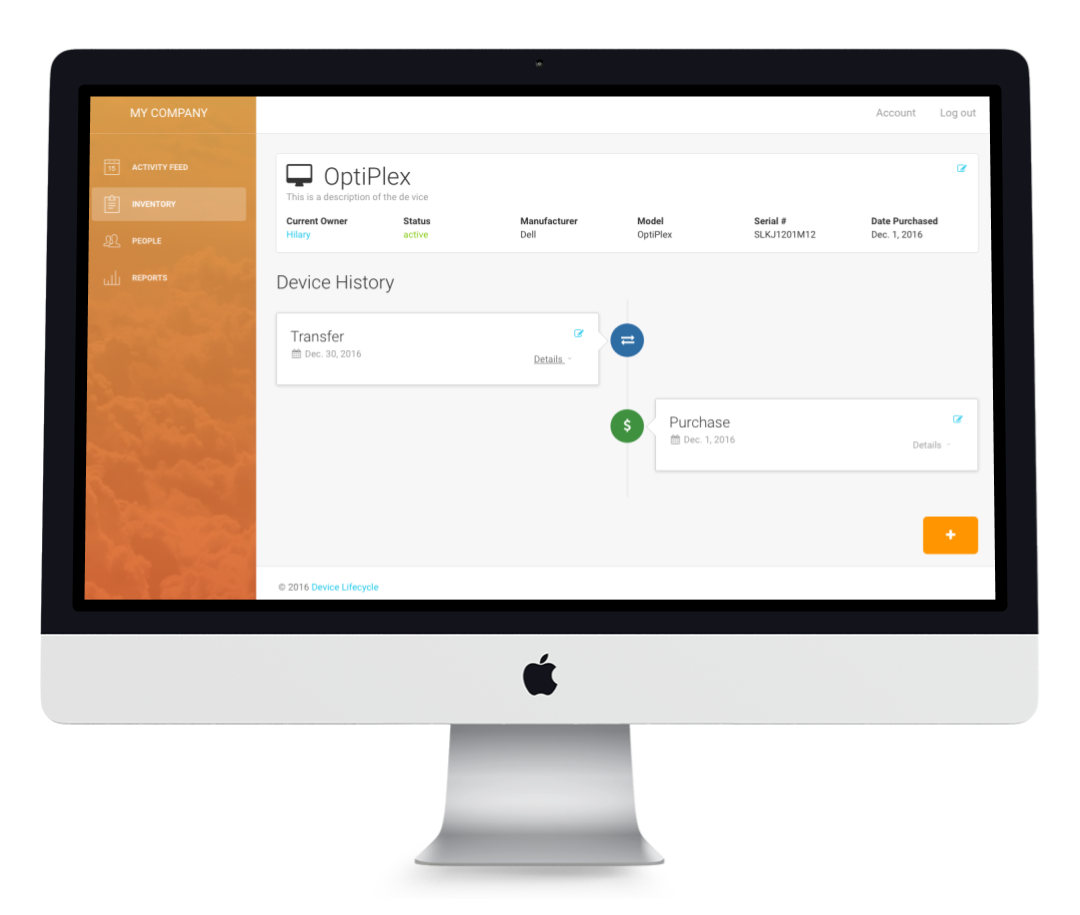 MY COMPANY
Account Log out
15 ACTIVITY FEED
INVENTORY
PEOPLE
REPORTS
OptiPlex
This is a description of the de vice
Current Owner Status Manufacturer Model Serial # Date Purchased
Hilary active Dell OptiPlex SLKJ1201M12 Dec. 1, 2016
Device History
Transfer
Dec. 30, 2016
Details
$
Purchase
Dec. 1, 2016
Details
+
© 2016 Device Lifecycle